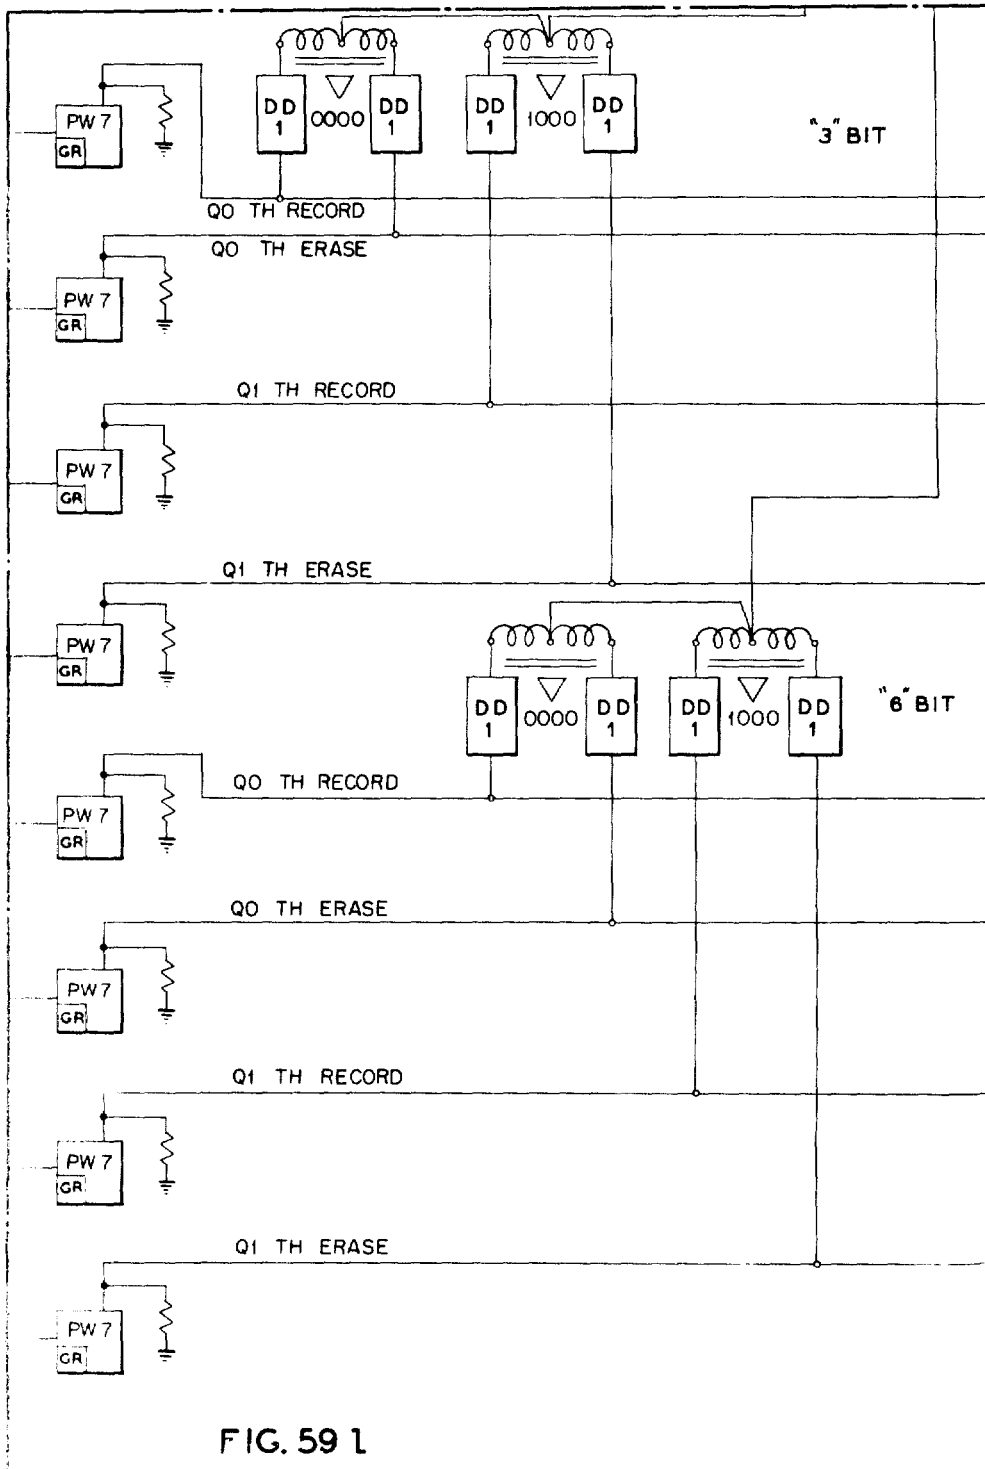 DD 1 0000 DD 1 DD 1 1000 DD 1
"3" BIT
PW 7
GR
Q0 TH RECORD
Q0 TH ERASE
PW 7
GR
Q1 TH RECORD
PW 7
GR
Q1 TH ERASE
PW 7
GR
DD 1 0000 DD 1 DD 1 1000 DD 1
"6" BIT
Q0 TH RECORD
PW 7
GR
Q0 TH ERASE
PW 7
GR
Q1 TH RECORD
PW 7
GR
Q1 TH ERASE
PW 7
GR
FIG. 59 l